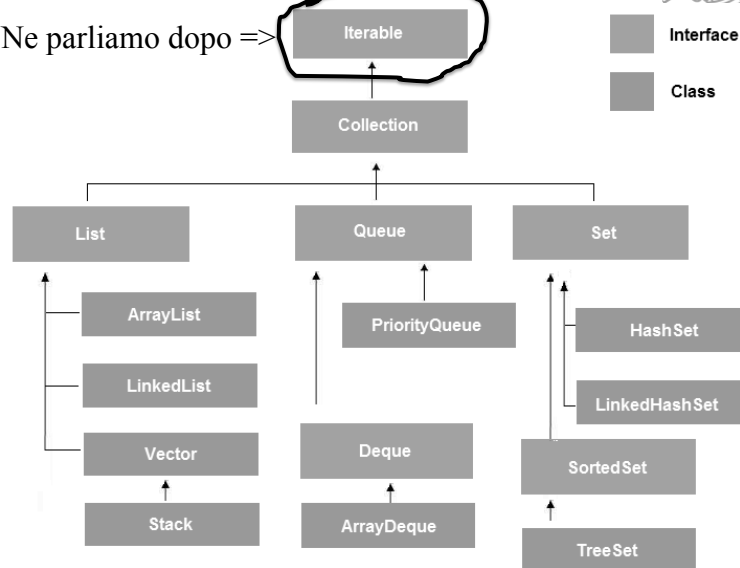 Ne parliamo dopo =>
Iterable
Interface
Class
Collection
List
Queue
Set
ArrayList
PriorityQueue
HashSet
LinkedList
LinkedHashSet
Vector
Deque
SortedSet
Stack
ArrayDeque
TreeSet